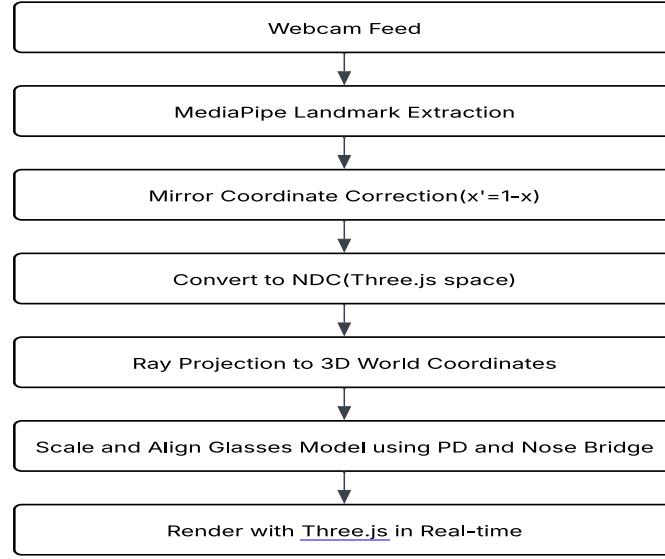 Webcam Feed
MediaPipe Landmark Extraction
Mirror Coordinate Correction(x'=1-x)
Convert to NDC(Three.js space)
Ray Projection to 3D World Coordinates
Scale and Align Glasses Model using PD and Nose Bridge
Render with Three.js in Real-time